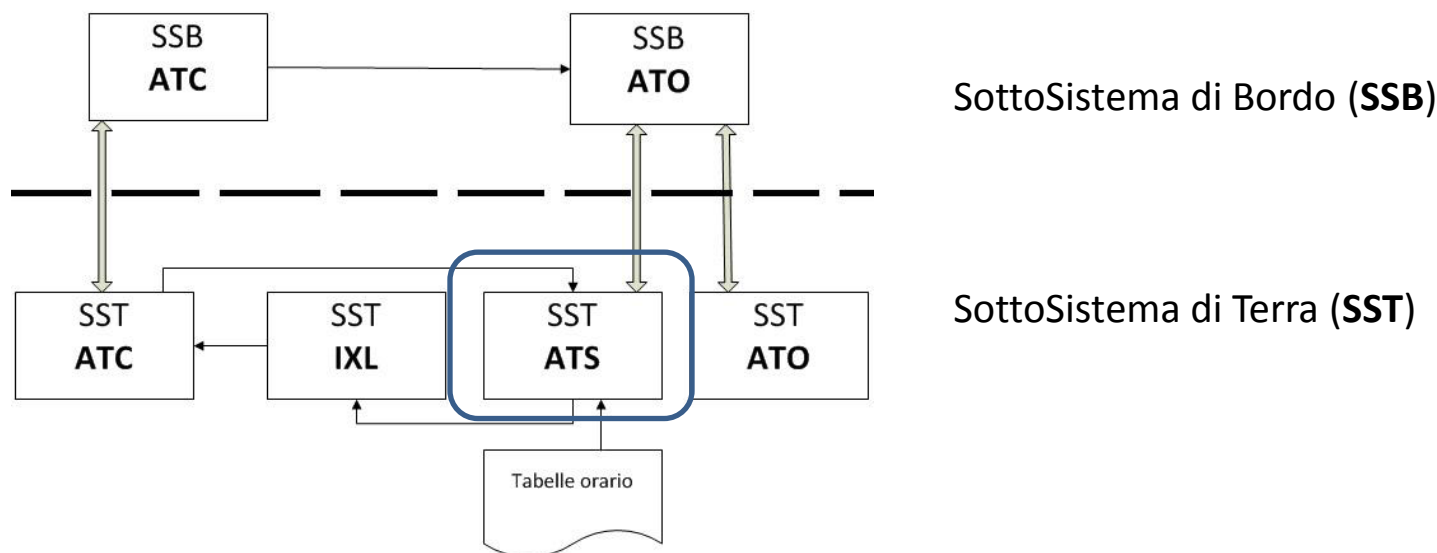 SSB
ATC
SSB
ATO
SottoSistema di Bordo (SSB)
SST
ATC
SST
IXL
SST
ATS
SST
ATO
SottoSistema di Terra (SST)
Tabelle orario